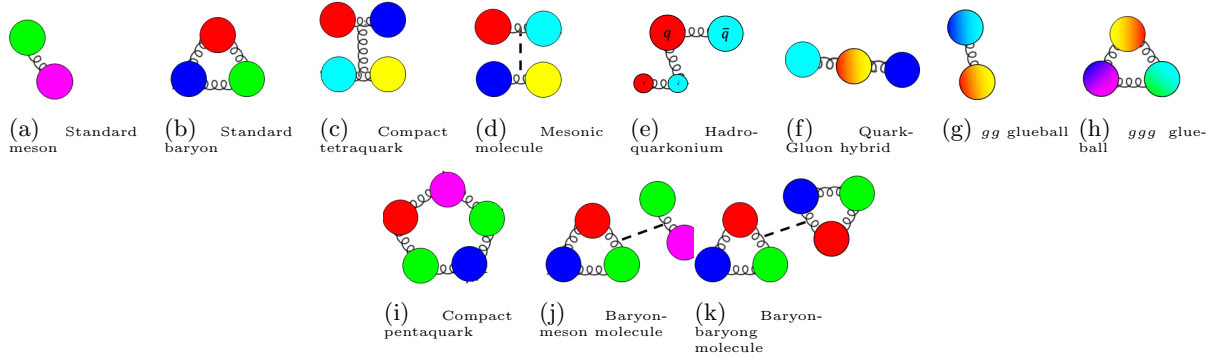 q q̄
(a) Standard
meson
(b) Standard
baryon
(c) Compact
tetraquark
(d) Mesonic
molecule
(e) Hadro-
quarkonium
(f) Quark-
Gluon hybrid
(g) gg glueball
(h) ggg glue-
ball
(i) Compact
pentaquark
(j) Baryon-
meson molecule
(k) Baryon-
baryong
molecule